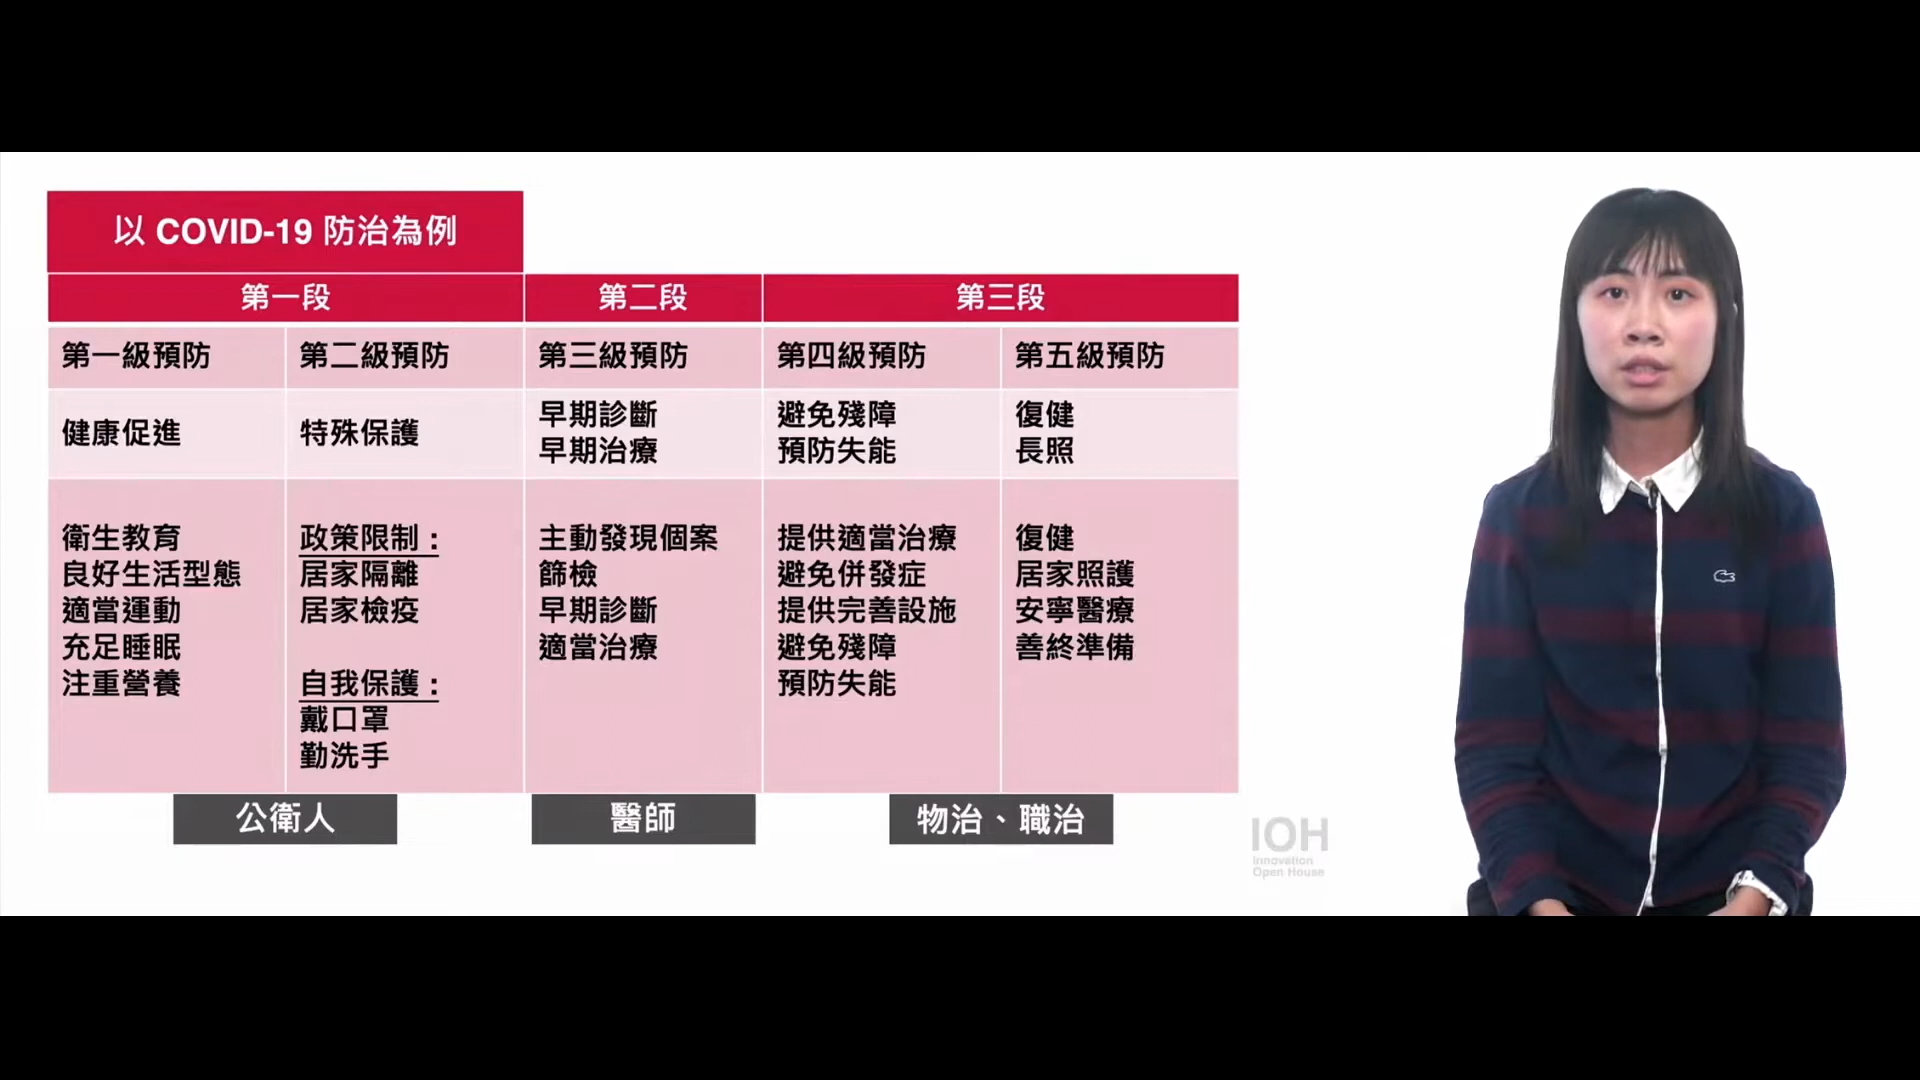 以 COVID-19 防治為例
第一段
第二段
第三段
第一級預防
第二級預防
第三級預防
第四級預防
第五級預防
健康促進
特殊保護
早期診斷
早期治療
避免殘障
預防失能
復健
長照
衛生教育
良好生活型態
適當運動
充足睡眠
注重營養
政策限制：
居家隔離
居家檢疫
自我保護：
戴口罩
勤洗手
主動發現個案
篩檢
早期診斷
適當治療
提供適當治療
避免併發症
提供完善設施
避免殘障
預防失能
復健
居家照護
安寧醫療
善終準備
公衛人
醫師
物治、職治
IOH
Innovation
Open House